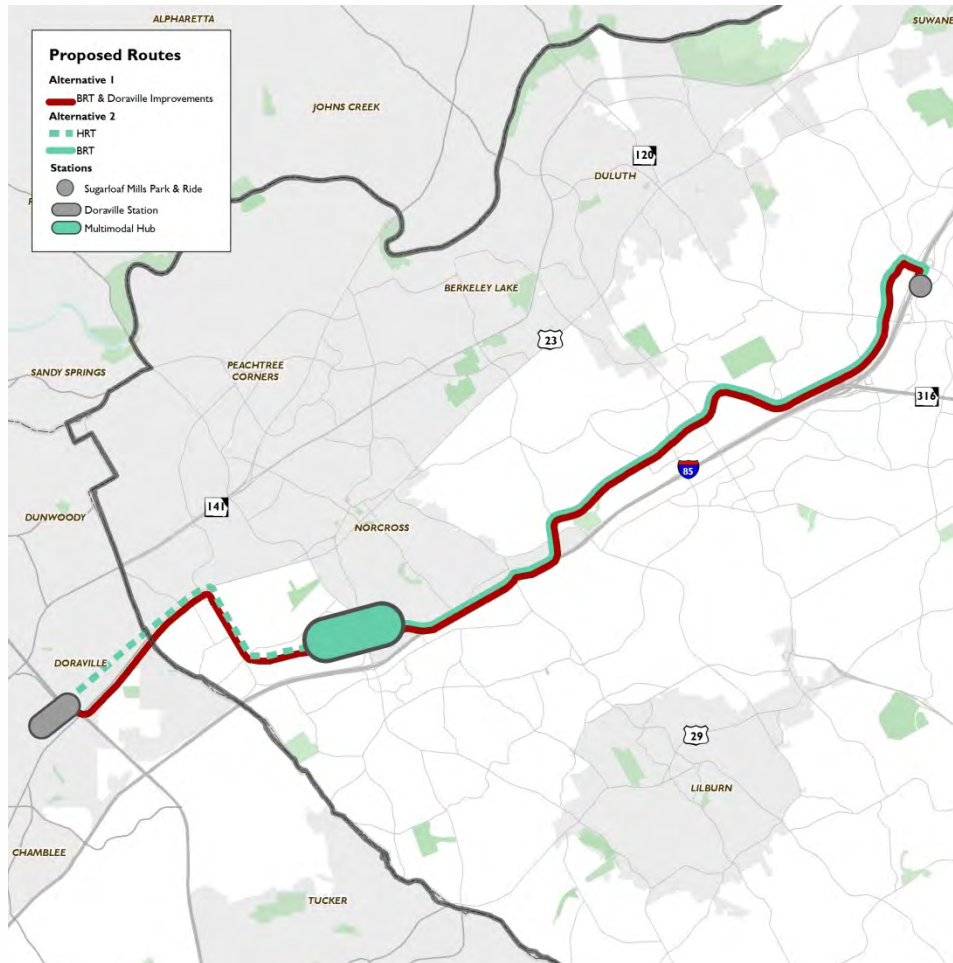 ALPHARETTA
SUWANE
Proposed Routes
Alternative 1
BRT & Doraville Improvements
Alternative 2
HRT
BRT
Stations
Sugarloaf Mills Park & Ride
Doraville Station
Multimodal Hub
JOHNS CREEK
120
DULUTH
BERKELEY LAKE
23
SANDY SPRINGS
PEACHTREE
CORNERS
316
85
141
DUNWOODY
NORCROSS
DORAVILLE
29
LILBURN
CHAMBLEE
TUCKER